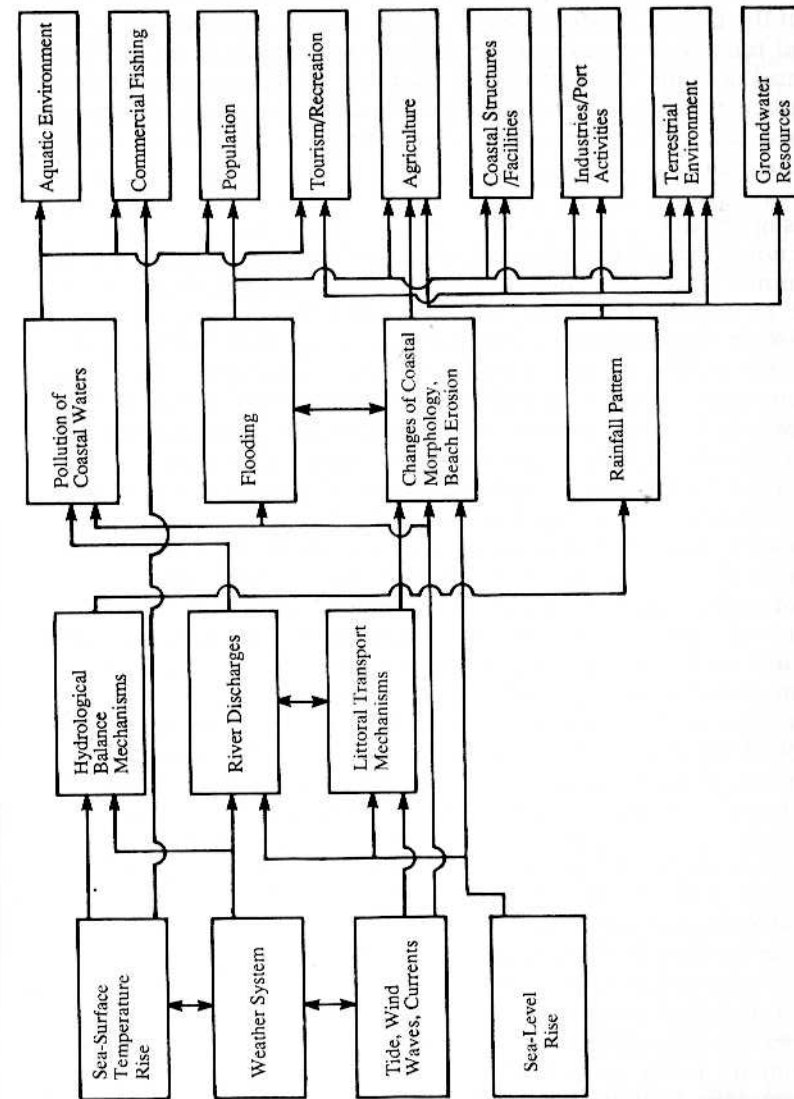 Sea-Surface
Temperature
Rise
Weather System
Tide, Wind
Waves, Currents
Sea-Level
Rise
Hydrological
Balance
Mechanisms
River Discharges
Littoral Transport
Mechanisms
Pollution of
Coastal Waters
Flooding
Changes of Coastal
Morphology,
Beach Erosion
Rainfall Pattern
Aquatic Environment
Commercial Fishing
Population
Tourism/Recreation
Agriculture
Coastal Structures
/Facilities
Industries/Port
Activities
Terrestrial
Environment
Groundwater
Resources